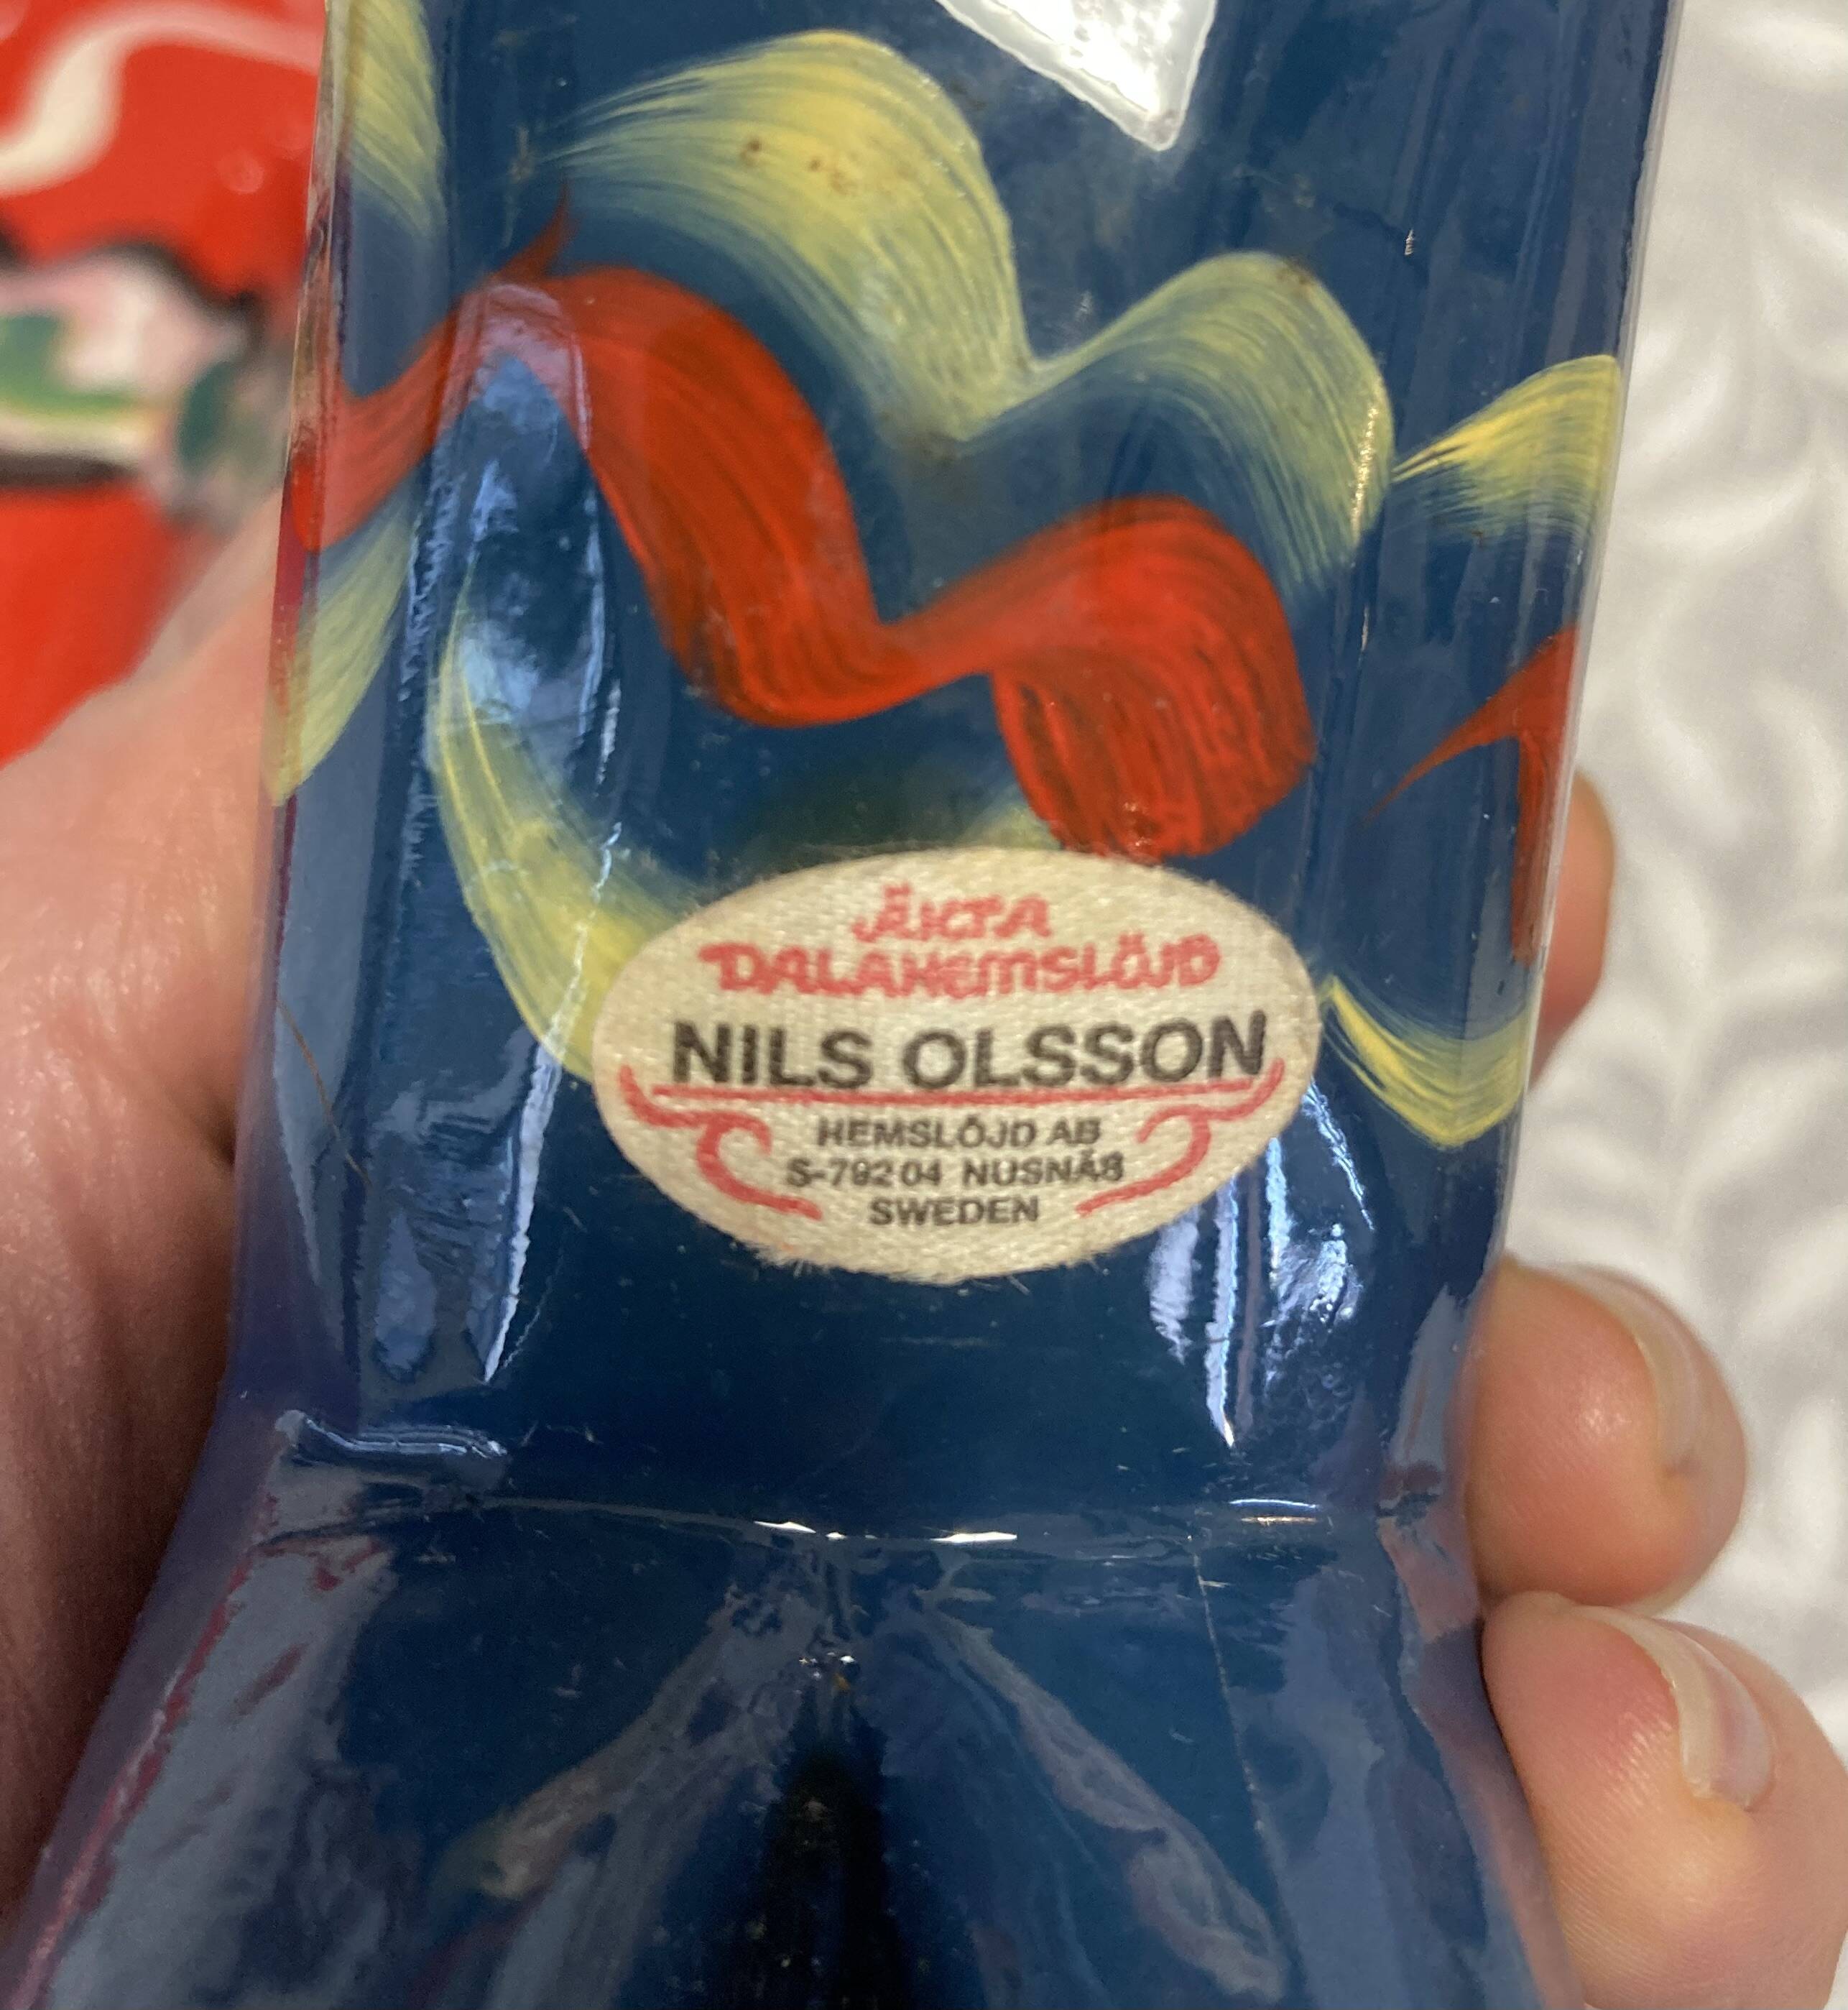 ÄKTA
DALAHEMSLÖJD
NILS OLSSON
HEMSLÖJD AB
S-792 04 NUSNÄS
SWEDEN